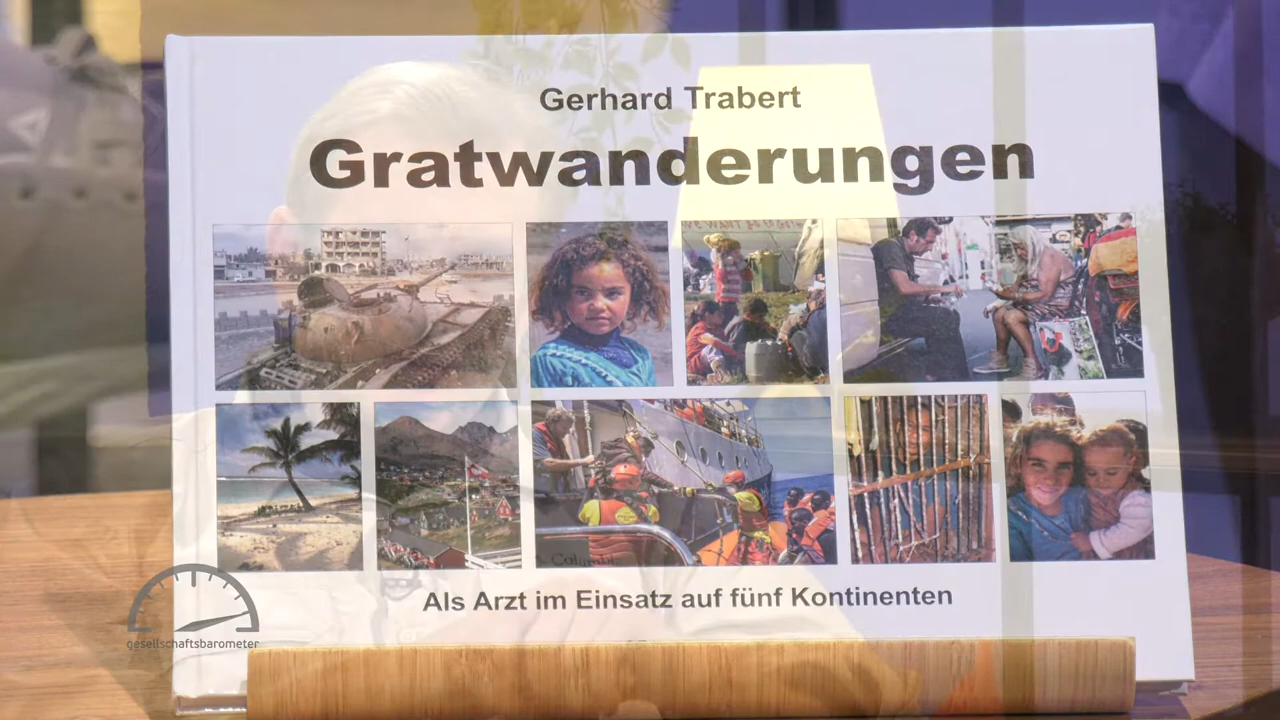 Gerhard Trabert
Gratwanderungen
Als Arzt im Einsatz auf fünf Kontinenten
gesellschaftsbarometer